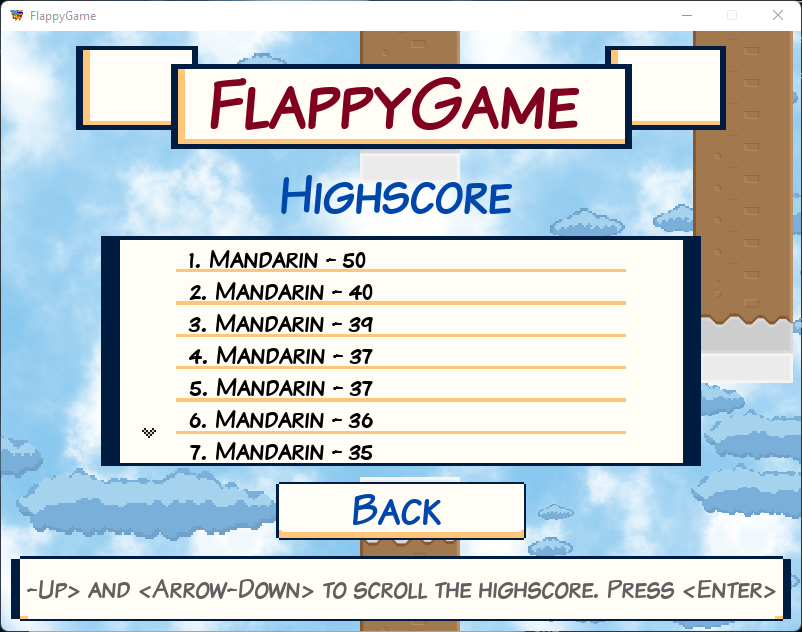 FlappyGame
FlappyGame
Highscore
1. Mandarin - 50
2. Mandarin - 40
3. Mandarin - 39
4. Mandarin - 37
5. Mandarin - 37
6. Mandarin - 36
7. Mandarin - 35
Back
-Up> and <Arrow-Down> to scroll the highscore. Press <Enter>